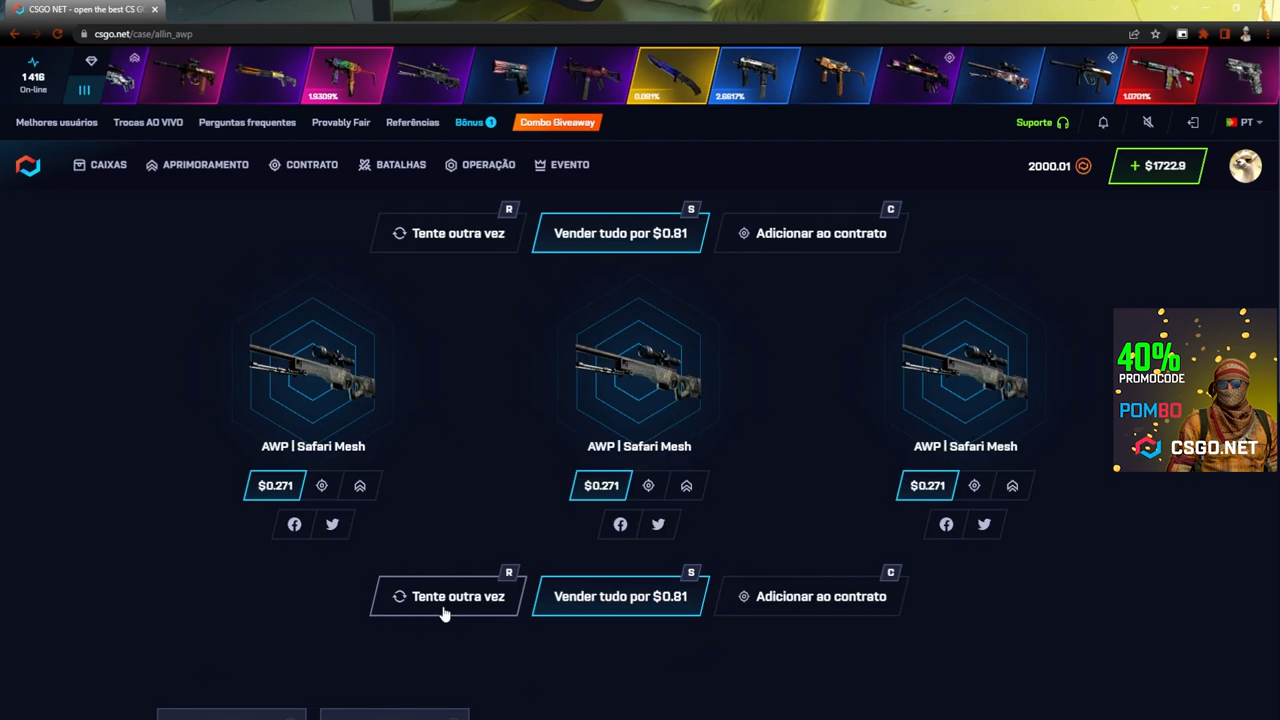 CSGO NET - open the best CS G
csgo.net/case/allin_awp
1 416
On-line
1.9309%
0.081%
2.6617%
1.0701%
Melhores usuários
Trocas AO VIVO
Perguntas frequentes
Provably Fair
Referências
Bônus 1
Combo Giveaway
Suporte
PT
CAIXAS
APRIMORAMENTO
CONTRATO
BATALHAS
OPERAÇÃO
EVENTO
2000.01
+ $1722.9
R
S
C
Tente outra vez
Vender tudo por $0.81
Adicionar ao contrato
AWP | Safari Mesh
AWP | Safari Mesh
AWP | Safari Mesh
$0.271
$0.271
$0.271
40%
PROMOCODE
POMBO
CSGO.NET
R
S
C
Tente outra vez
Vender tudo por $0.81
Adicionar ao contrato